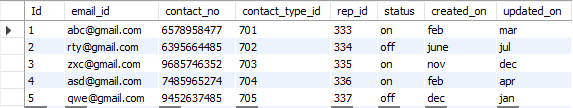 Id email_id contact_no contact_type_id rep_id status created_on updated_on
1 abc@gmail.com 6578958477 701 333 on feb mar
2 rty@gmail.com 6395664485 702 334 off june jul
3 zxc@gmail.com 9685746352 703 335 on nov dec
4 asd@gmail.com 7485965274 704 336 on feb apr
5 qwe@gmail.com 9452637485 705 337 off dec jan